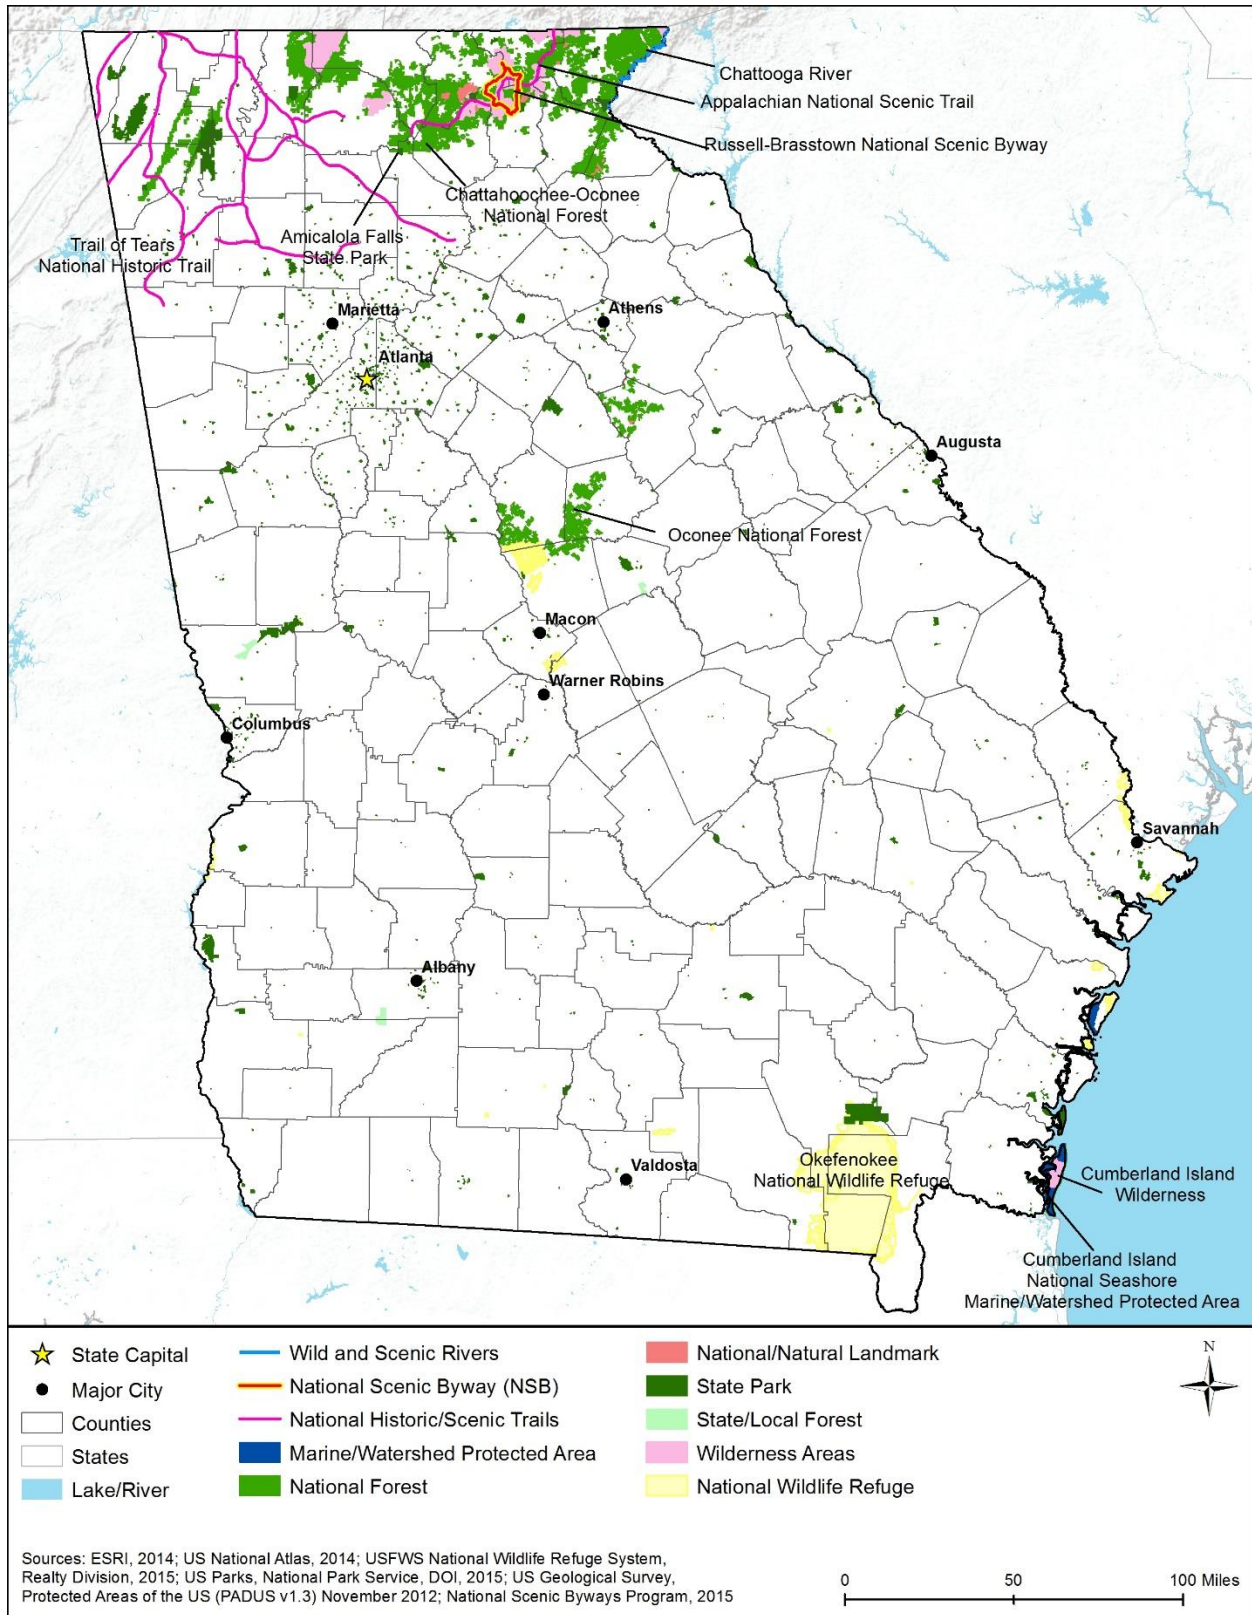 Chattooga River
Appalachian National Scenic Trail
Russell-Brasstown National Scenic Byway
Chattahoochee-Oconee
National Forest
Amicalola Falls
State Park
Trail of Tears
National Historic Trail
Marietta
Athens
Atlanta
Augusta
Oconee National Forest
Macon
Warner Robins
Columbus
Savannah
Albany
Okefenokee
National Wildlife Refuge
Valdosta
Cumberland Island
Wilderness
Cumberland Island
National Seashore
Marine/Watershed Protected Area
State Capital
Major City
Counties
States
Lake/River
Wild and Scenic Rivers
National Scenic Byway (NSB)
National Historic/Scenic Trails
Marine/Watershed Protected Area
National Forest
National/Natural Landmark
State Park
State/Local Forest
Wilderness Areas
National Wildlife Refuge
N
Sources: ESRI, 2014; US National Atlas, 2014; USFWS National Wildlife Refuge System,
Realty Division, 2015; US Parks, National Park Service, DOI, 2015; US Geological Survey,
Protected Areas of the US (PADUS v1.3) November 2012; National Scenic Byways Program, 2015
0 50 100 Miles